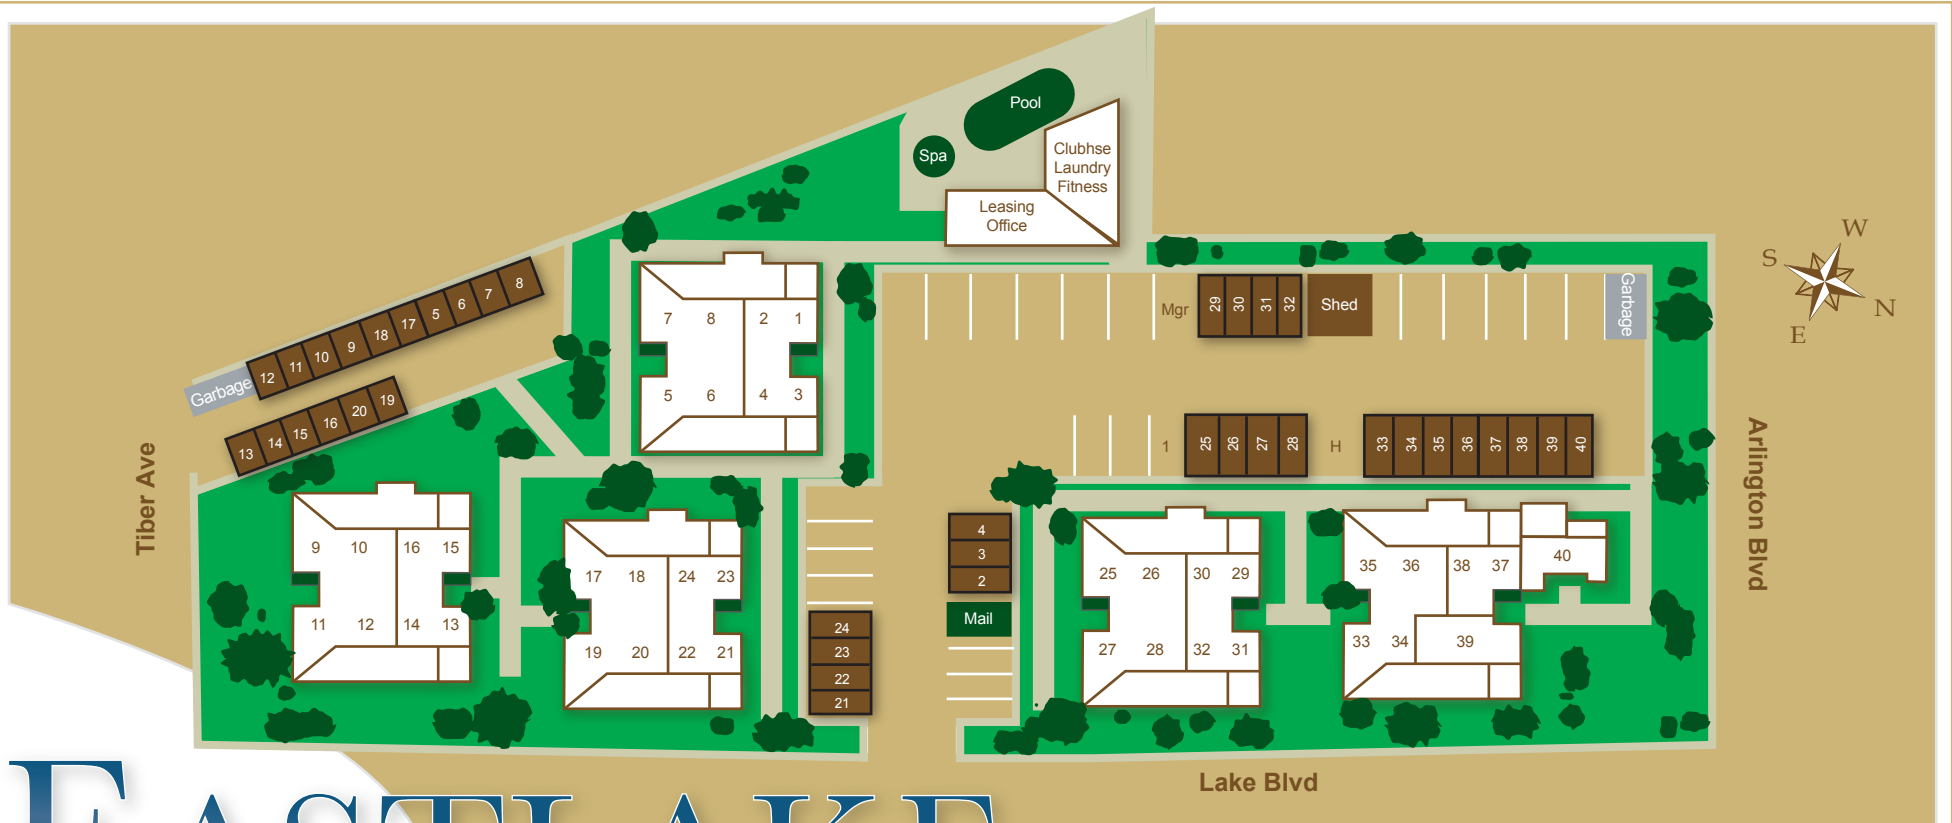 Pool
Spa
Clubhse
Laundry
Fitness
Leasing
Office
W
S
N
E
8
7
6
5
17
18
9
10
11
12
Garbage
19
20
16
15
14
13
7 8 2 1
5 6 4 3
Mgr
29 30 31 32
Shed
Garbage
1
25 26 27 28
H
33 34 35 36 37 38 39 40
Tiber Ave
Arlington Blvd
9 10 16 15
11 12 14 13
17 18 24 23
19 20 22 21
4
3
2
Mail
24
23
22
21
25 26 30 29
27 28 32 31
35 36 38 37 40
33 34 39
Lake Blvd
EASTLAKE